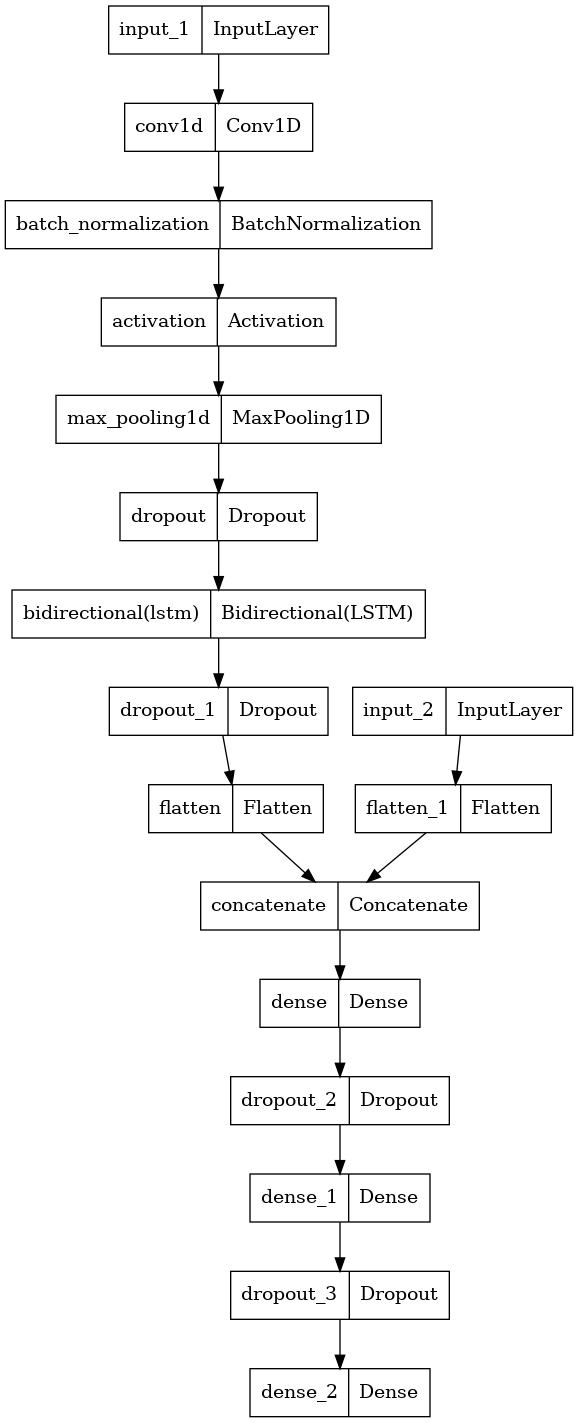 input_1 InputLayer
conv1d Conv1D
batch_normalization BatchNormalization
activation Activation
max_pooling1d MaxPooling1D
dropout Dropout
bidirectional(lstm) Bidirectional(LSTM)
dropout_1 Dropout
input_2 InputLayer
flatten Flatten
flatten_1 Flatten
concatenate Concatenate
dense Dense
dropout_2 Dropout
dense_1 Dense
dropout_3 Dropout
dense_2 Dense